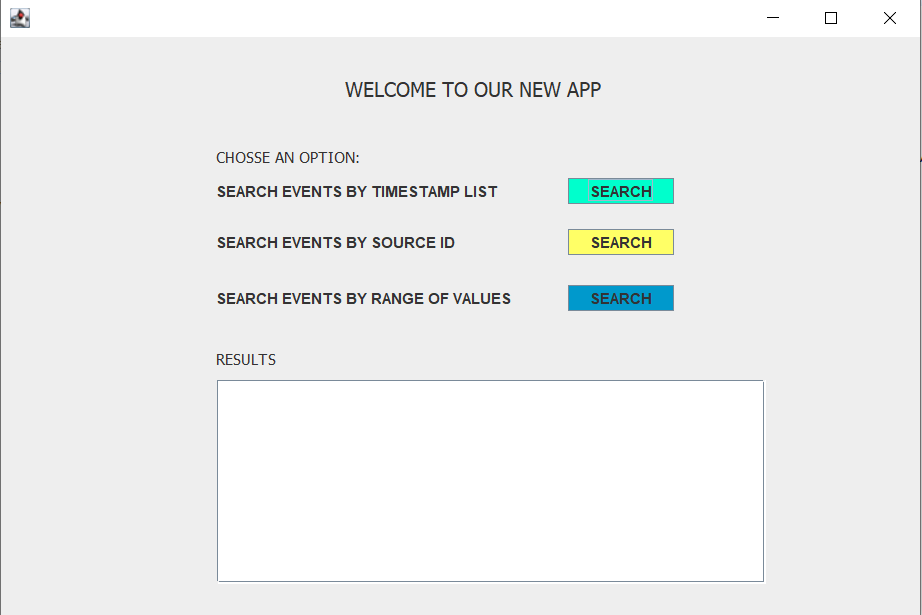 WELCOME TO OUR NEW APP
CHOSSE AN OPTION:
SEARCH EVENTS BY TIMESTAMP LIST SEARCH
SEARCH EVENTS BY SOURCE ID SEARCH
SEARCH EVENTS BY RANGE OF VALUES SEARCH
RESULTS